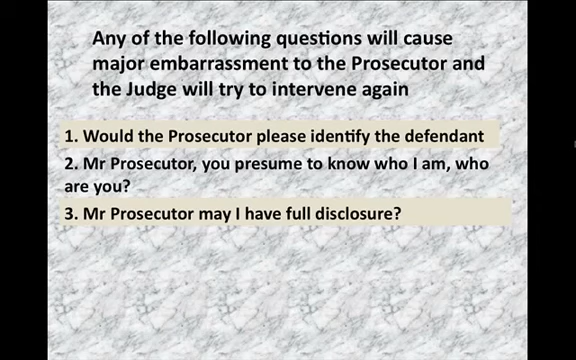 Any of the following questions will cause
major embarrassment to the Prosecutor and
the Judge will try to intervene again
1. Would the Prosecutor please identify the defendant
2. Mr Prosecutor, you presume to know who I am, who
are you?
3. Mr Prosecutor may I have full disclosure?